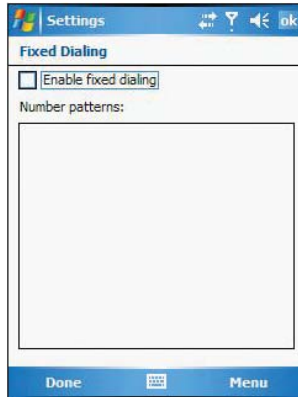 Settings
ok
Fixed Dialing
Enable fixed dialing
Number patterns:
Done
Menu